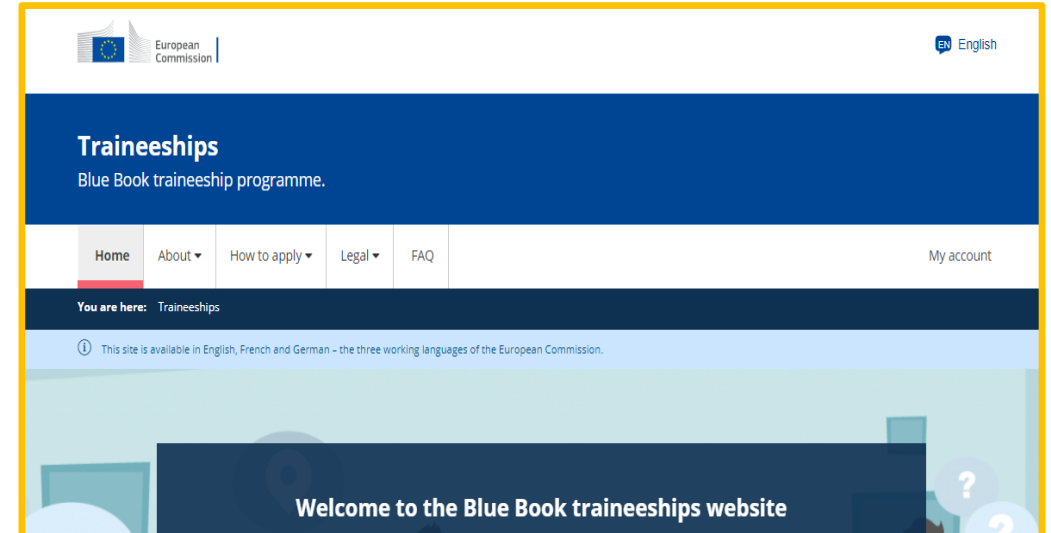 European
Commission
EN English
Traineeships
Blue Book traineeship programme.
Home About How to apply Legal FAQ My account
You are here: Traineeships
i This site is available in English, French and German – the three working languages of the European Commission.
Welcome to the Blue Book traineeships website
? ?